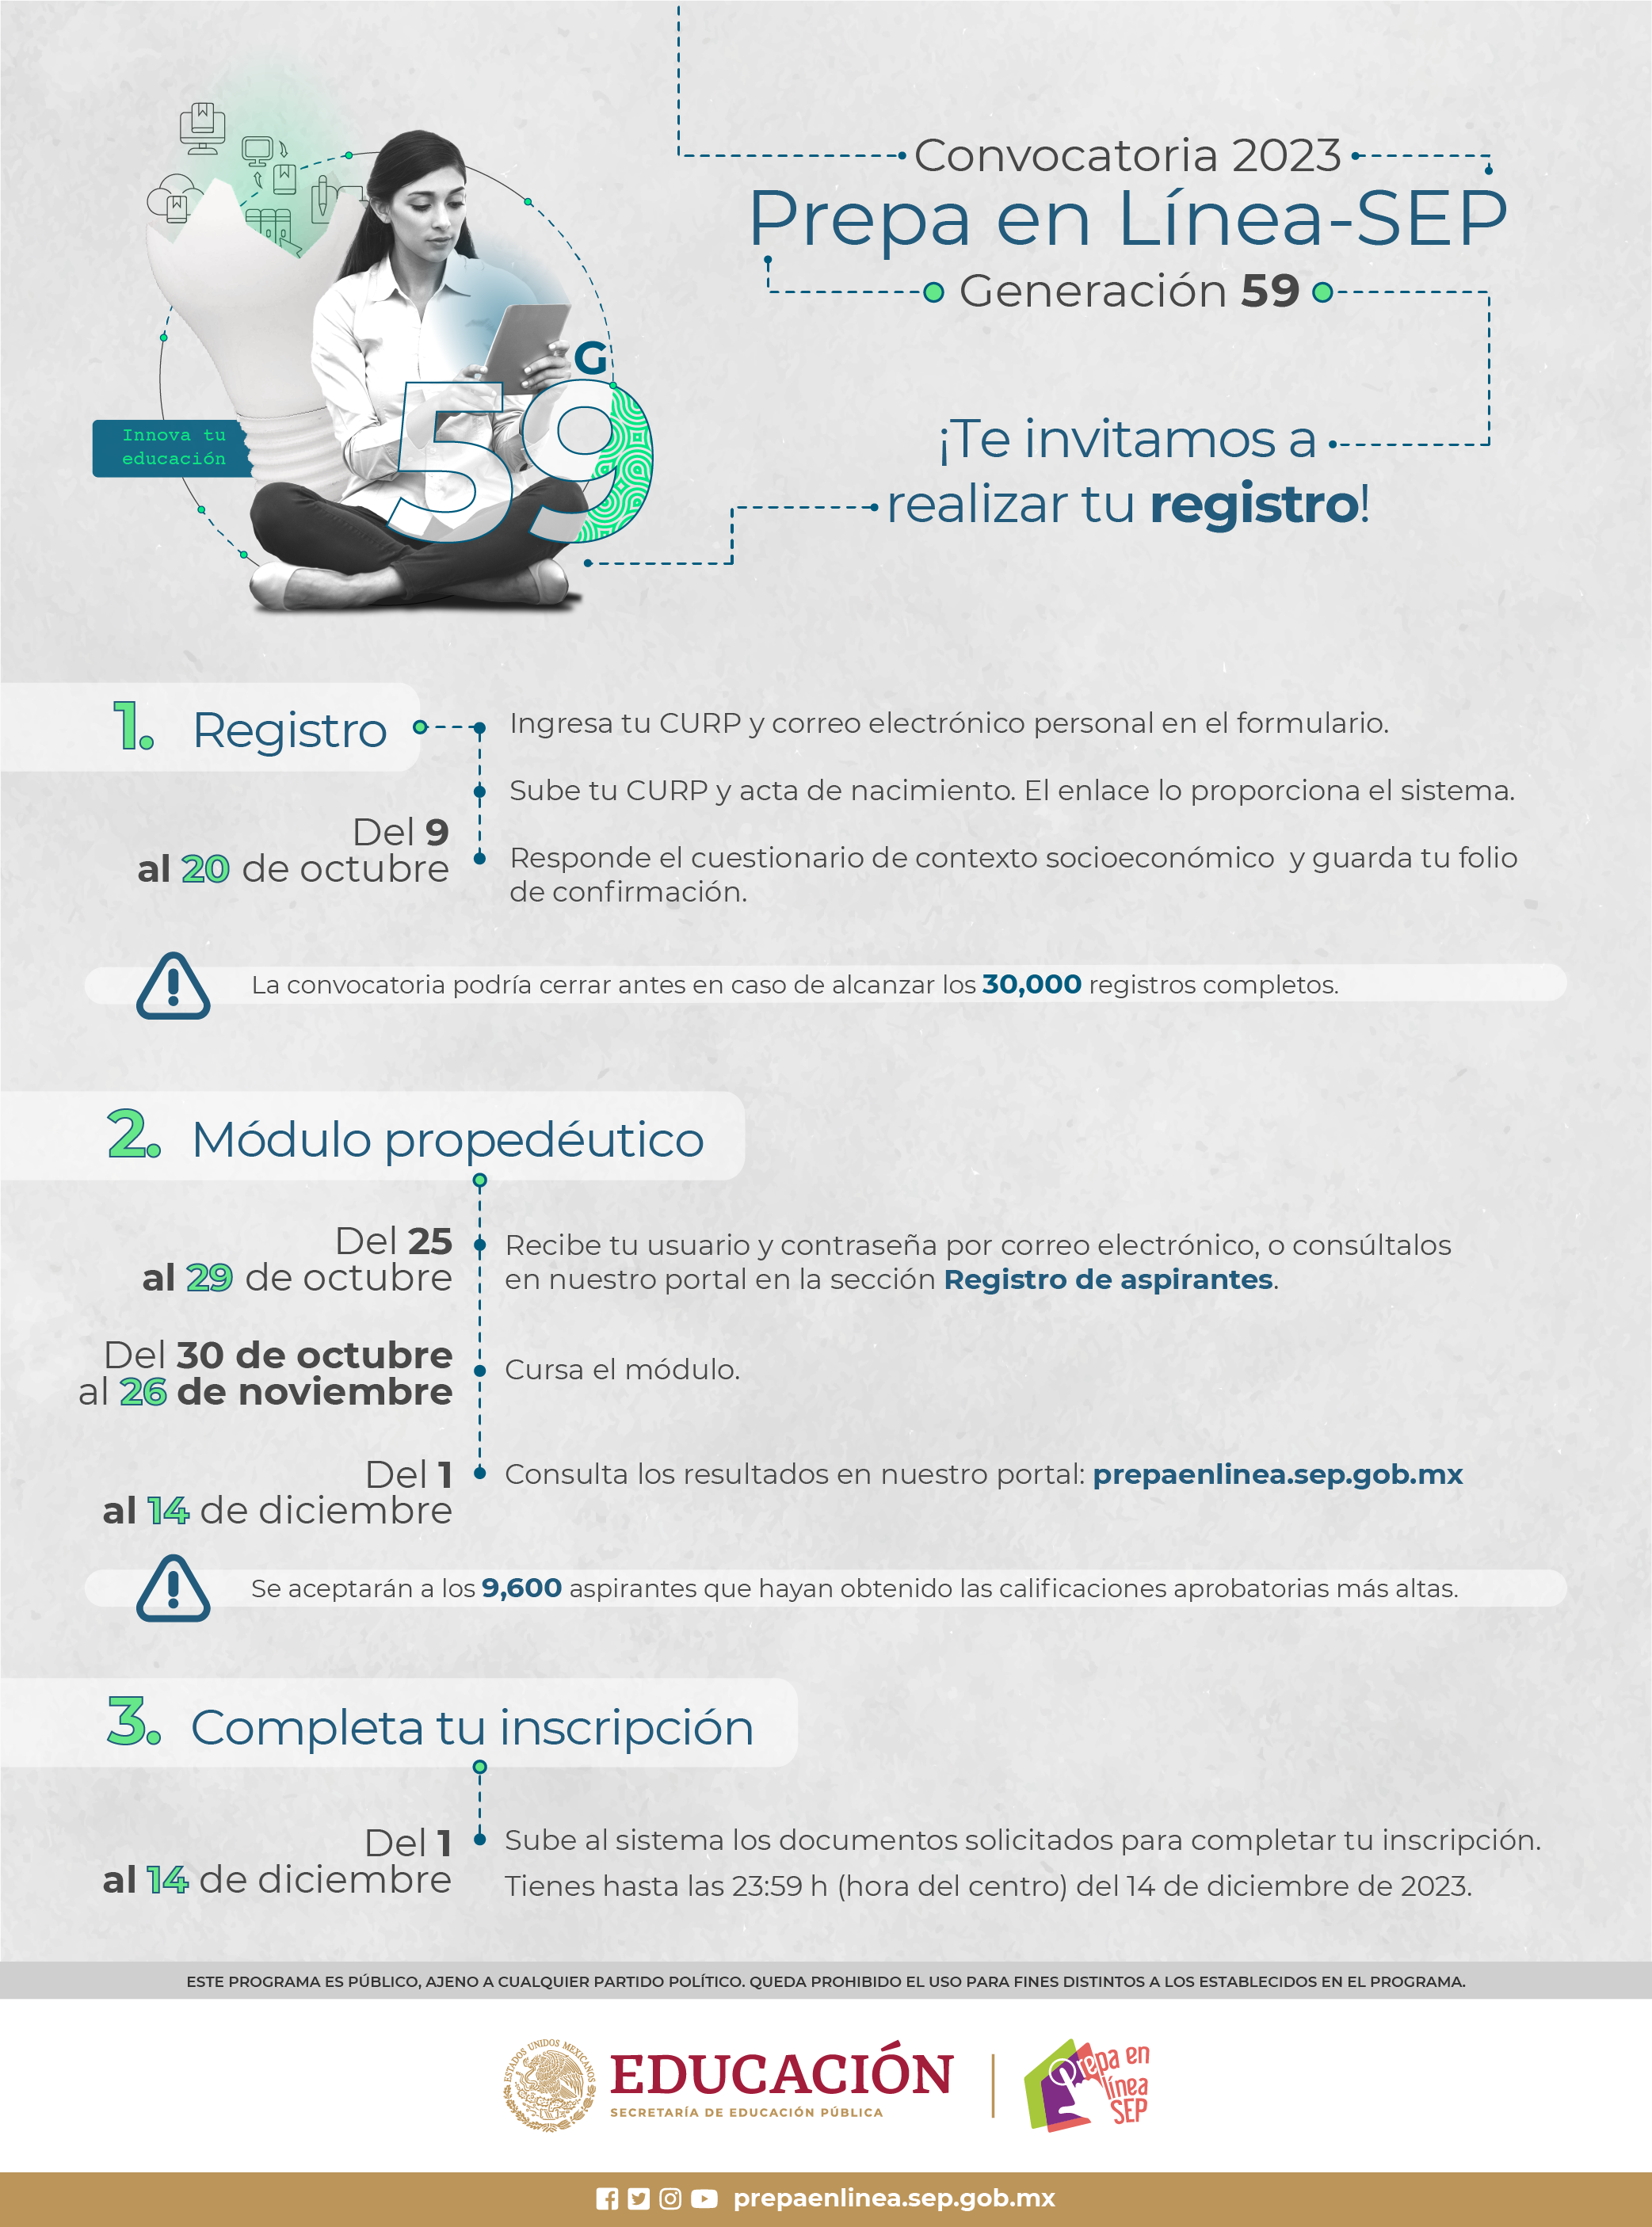 Convocatoria 2023
Prepa en Línea-SEP
Generación 59
G
59
Innova tu
educación
¡Te invitamos a
realizar tu registro!
1. Registro
Del 9
al 20 de octubre
Ingresa tu CURP y correo electrónico personal en el formulario.
Sube tu CURP y acta de nacimiento. El enlace lo proporciona el sistema.
Responde el cuestionario de contexto socioeconómico y guarda tu folio
de confirmación.
La convocatoria podría cerrar antes en caso de alcanzar los 30,000 registros completos.
2. Módulo propedéutico
Del 25
al 29 de octubre
Recibe tu usuario y contraseña por correo electrónico, o consúltalos
en nuestro portal en la sección Registro de aspirantes.
Del 30 de octubre
al 26 de noviembre
Cursa el módulo.
Del 1
al 14 de diciembre
Consulta los resultados en nuestro portal: prepaenlinea.sep.gob.mx
Se aceptarán a los 9,600 aspirantes que hayan obtenido las calificaciones aprobatorias más altas.
3. Completa tu inscripción
Del 1
al 14 de diciembre
Sube al sistema los documentos solicitados para completar tu inscripción.
Tienes hasta las 23:59 h (hora del centro) del 14 de diciembre de 2023.
ESTE PROGRAMA ES PÚBLICO, AJENO A CUALQUIER PARTIDO POLÍTICO. QUEDA PROHIBIDO EL USO PARA FINES DISTINTOS A LOS ESTABLECIDOS EN EL PROGRAMA.
ESTADOS UNIDOS MEXICANOS
EDUCACIÓN
SECRETARÍA DE EDUCACIÓN PÚBLICA
Prepa en
línea
SEP
prepaenlinea.sep.gob.mx